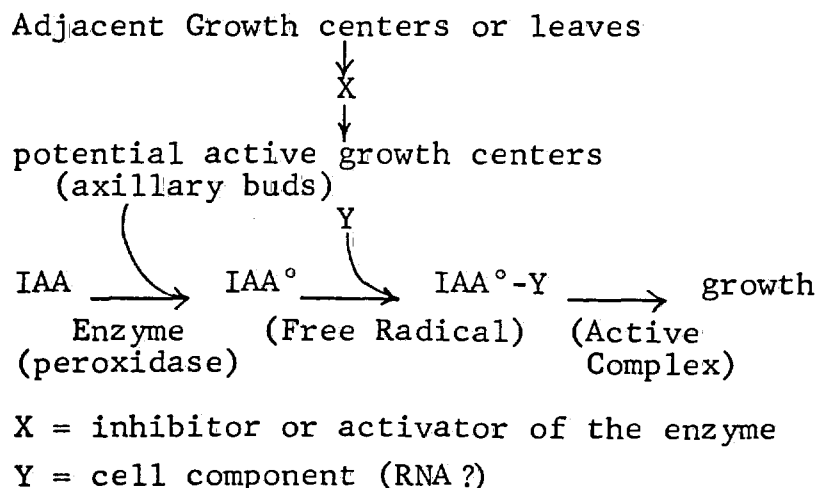 Adjacent Growth centers or leaves
X
potential active growth centers
(axillary buds)
Y
IAA IAA° IAA°-Y growth
Enzyme (Free Radical) (Active
(peroxidase) Complex)
X = inhibitor or activator of the enzyme
Y = cell component (RNA?)